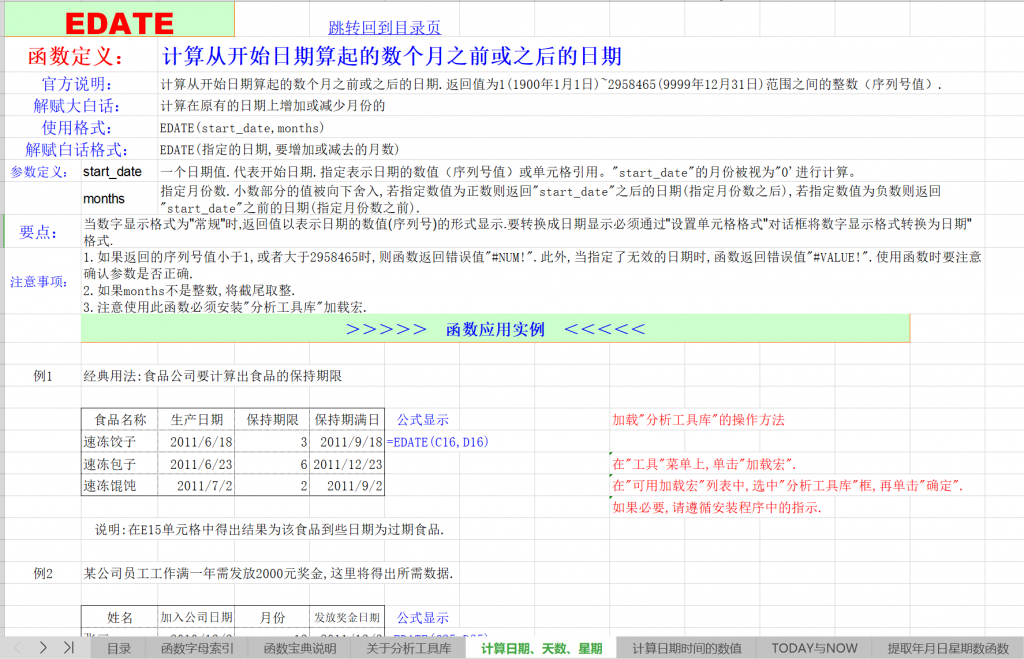 EDATE
跳转回到目录页
函数定义: 计算从开始日期算起的数个月之前或之后的日期
官方说明: 计算从开始日期算起的数个月之前或之后的日期.返回值为1(1900年1月1日)~2958465(9999年12月31日)范围之间的整数（序列号值）.
解赋大白话: 计算在原有的日期上增加或减少月份的
使用格式: EDATE(start_date,months)
解赋白话格式: EDATE(指定的日期,要增加或减去的月数)
参数定义: start_date 一个日期值.代表开始日期.指定表示日期的数值（序列号值）或单元格引用。"start_date"的月份被视为"0'进行计算。
months 指定月份数.小数部分的值被向下舍入,若指定数值为正数则返回"start_date"之后的日期(指定月份数之后),若指定数值为负数则返回
"start_date"之前的日期(指定月份数之前).
要点: 当数字显示格式为"常规"时,返回值以表示日期的数值(序列号)的形式显示.要转换成日期显示必须通过"设置单元格格式"对话框将数字显示格式转换为日期"
格式.
注意事项: 1.如果返回的序列号值小于1,或者大于2958465时,则函数返回错误值"#NUM!".此外,当指定了无效的日期时,函数返回错误值"#VALUE!".使用函数时要注意
确认参数是否正确.
2.如果months不是整数,将截尾取整.
3.注意使用此函数必须安装"分析工具库"加载宏.
>>>>> 函数应用实例 <<<<<
例1 经典用法:食品公司要计算出食品的保持期限
食品名称 生产日期 保持期限 保持期满日 公式显示 加载"分析工具库"的操作方法
速冻饺子 2011/6/18 3 2011/9/18 =EDATE(C16,D16)
速冻包子 2011/6/23 6 2011/12/23 在"工具"菜单上,单击"加载宏".
速冻馄饨 2011/7/2 2 2011/9/2 在"可用加载宏"列表中,选中"分析工具库"框,再单击"确定".
如果必要,请遵循安装程序中的指示.
说明:在E15单元格中得出结果为该食品到些日期为过期食品.
例2 某公司员工工作满一年需发放2000元奖金,这里将得出所需数据.
姓名 加入公司日期 月份 发放奖金日期 公式显示
目录 函数字母索引 函数宝典说明 关于分析工具库 计算日期、天数、星期 计算日期时间的数值 TODAY与NOW 提取年月日星期数函数